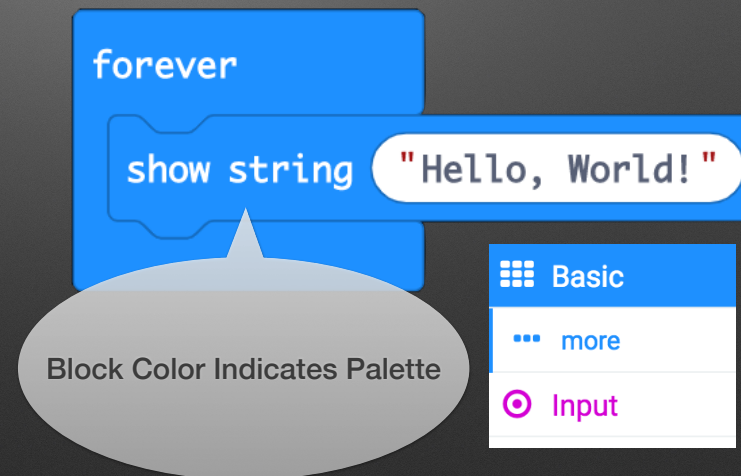 forever
show string "Hello, World!"
Block Color Indicates Palette
Basic
more
Input